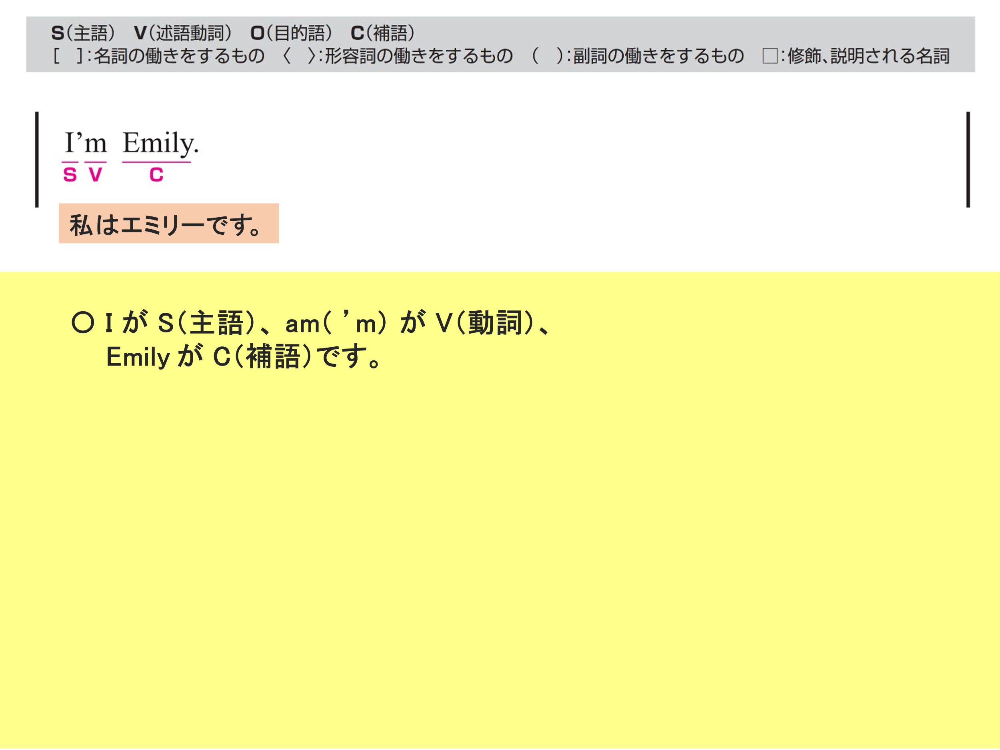 S（主語）　V（述語動詞）　O（目的語）　C（補語）
［　］：名詞の働きをするもの　〈　〉：形容詞の働きをするもの　（　）：副詞の働きをするもの　□：修飾、説明される名詞
I’m Emily.
S V C
私はエミリーです。
〇 I が S（主語）、am（ ’m） が V（動詞）、
Emily が C（補語）です。